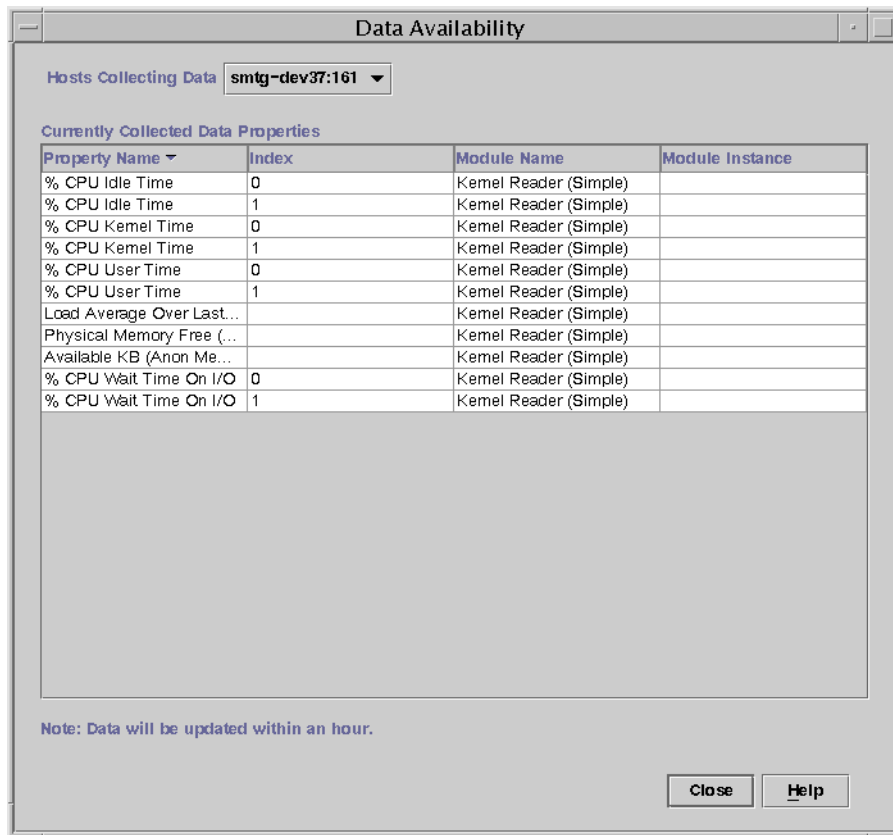 Data Availability
Hosts Collecting Data smtg-dev37:161
Currently Collected Data Properties
Property Name Index Module Name Module Instance
% CPU Idle Time 0 Kernel Reader (Simple)
% CPU Idle Time 1 Kernel Reader (Simple)
% CPU Kernel Time 0 Kernel Reader (Simple)
% CPU Kernel Time 1 Kernel Reader (Simple)
% CPU User Time 0 Kernel Reader (Simple)
% CPU User Time 1 Kernel Reader (Simple)
Load Average Over Last... Kernel Reader (Simple)
Physical Memory Free (... Kernel Reader (Simple)
Available KB (Anon Me... Kernel Reader (Simple)
% CPU Wait Time On I/O 0 Kernel Reader (Simple)
% CPU Wait Time On I/O 1 Kernel Reader (Simple)
Note: Data will be updated within an hour.
Close Help